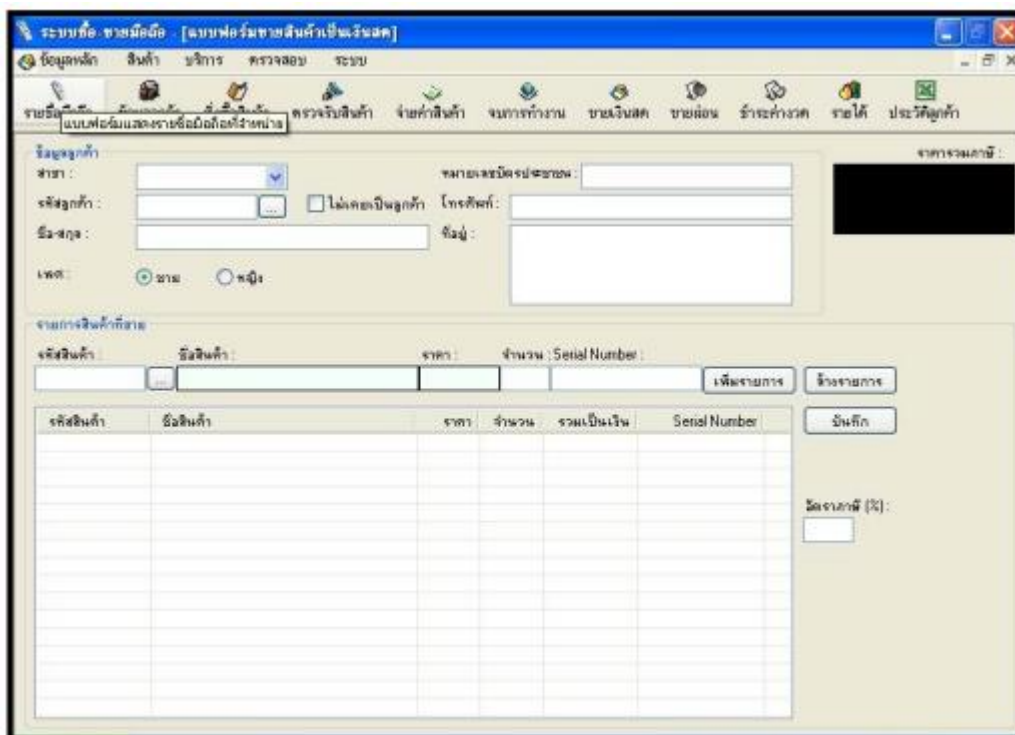 ระบบซื้อ-ขายมือถือ - [แบบฟอร์มขายสินค้าเป็นเงินสด]
ข้อมูลหลัก สินค้า บริการ ตรวจสอบ ระบบ
ตรวจรับสินค้า จ่ายค่าสินค้า จบการทำงาน ขายเงินสด ขายผ่อน ชำระค่างวด รายได้ ประวัติลูกค้า
แบบฟอร์มแสดงรายชื่อมือถือที่จำหน่าย
ข้อมูลลูกค้า ราคารวมภาษี :
สาขา : หมายเลขบัตรประชาชน :
รหัสลูกค้า : ... ไม่เคยเป็นลูกค้า โทรศัพท์ :
ชื่อ-สกุล : ที่อยู่ :
เพศ : ชาย หญิง
รายการสินค้าที่ขาย
รหัสสินค้า : ชื่อสินค้า : ราคา : จำนวน : Serial Number :
... เพิ่มรายการ ล้างรายการ
รหัสสินค้า ชื่อสินค้า ราคา จำนวน รวมเป็นเงิน Serial Number บันทึก
อัตราภาษี (%) :